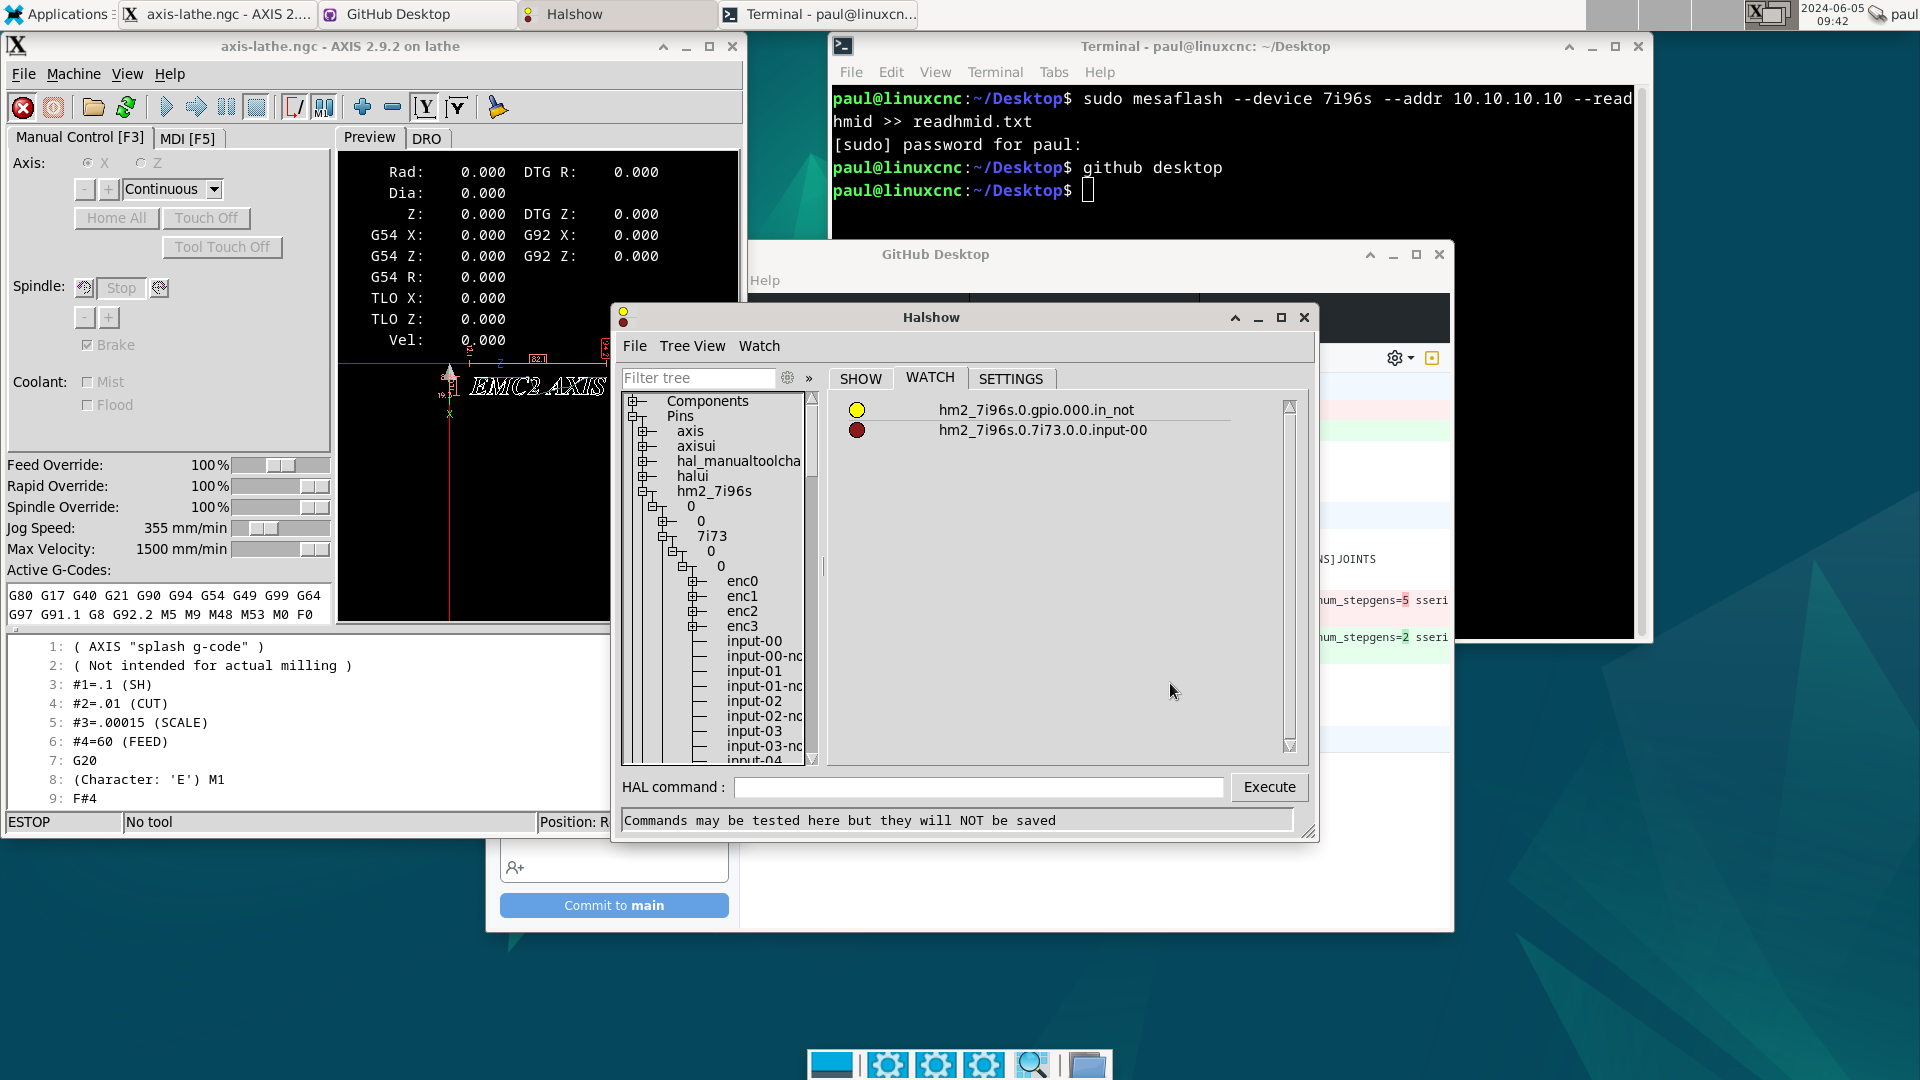 Applications
axis-lathe.ngc - AXIS 2....
GitHub Desktop
Halshow
Terminal - paul@linuxcn...
2024-06-05
09:42
paul
axis-lathe.ngc - AXIS 2.9.2 on lathe
File Machine View Help
Manual Control [F3]
MDI [F5]
Axis:
X
Z
-
+
Continuous
Home All
Touch Off
Tool Touch Off
Spindle:
Stop
-
+
Brake
Coolant:
Mist
Flood
Feed Override: 100 %
Rapid Override: 100 %
Spindle Override: 100 %
Jog Speed: 355 mm/min
Max Velocity: 1500 mm/min
Active G-Codes:
G80 G17 G40 G21 G90 G94 G54 G49 G99 G64
G97 G91.1 G8 G92.2 M5 M9 M48 M53 M0 F0
Preview
DRO
Rad: 0.000 DTG R: 0.000
Dia: 0.000
Z: 0.000 DTG Z: 0.000
G54 X: 0.000 G92 X: 0.000
G54 Z: 0.000 G92 Z: 0.000
G54 R: 0.000
TLO X: 0.000
TLO Z: 0.000
Vel: 0.000
Z
82.1
EMC2 AXIS
X
1: ( AXIS "splash g-code" )
2: ( Not intended for actual milling )
3: #1=.1 (SH)
4: #2=.01 (CUT)
5: #3=.00015 (SCALE)
6: #4=60 (FEED)
7: G20
8: (Character: 'E') M1
9: F#4
ESTOP
No tool
Position: R
Terminal - paul@linuxcnc: ~/Desktop
File Edit View Terminal Tabs Help
paul@linuxcnc:~/Desktop$ sudo mesaflash --device 7i96s --addr 10.10.10.10 --read
hmid >> readhmid.txt
[sudo] password for paul:
paul@linuxcnc:~/Desktop$ github desktop
paul@linuxcnc:~/Desktop$
GitHub Desktop
Help
NS]JOINTS
num_stepgens=5 sseri
num_stepgens=2 sseri
Commit to main
Halshow
File Tree View Watch
Filter tree
»
SHOW
WATCH
SETTINGS
Components
Pins
axis
axisui
hal_manualtoolcha
halui
hm2_7i96s
0
0
7i73
0
0
enc0
enc1
enc2
enc3
input-00
input-00-no
input-01
input-01-no
input-02
input-02-no
input-03
input-03-no
input-04
hm2_7i96s.0.gpio.000.in_not
hm2_7i96s.0.7i73.0.0.input-00
HAL command :
Execute
Commands may be tested here but they will NOT be saved